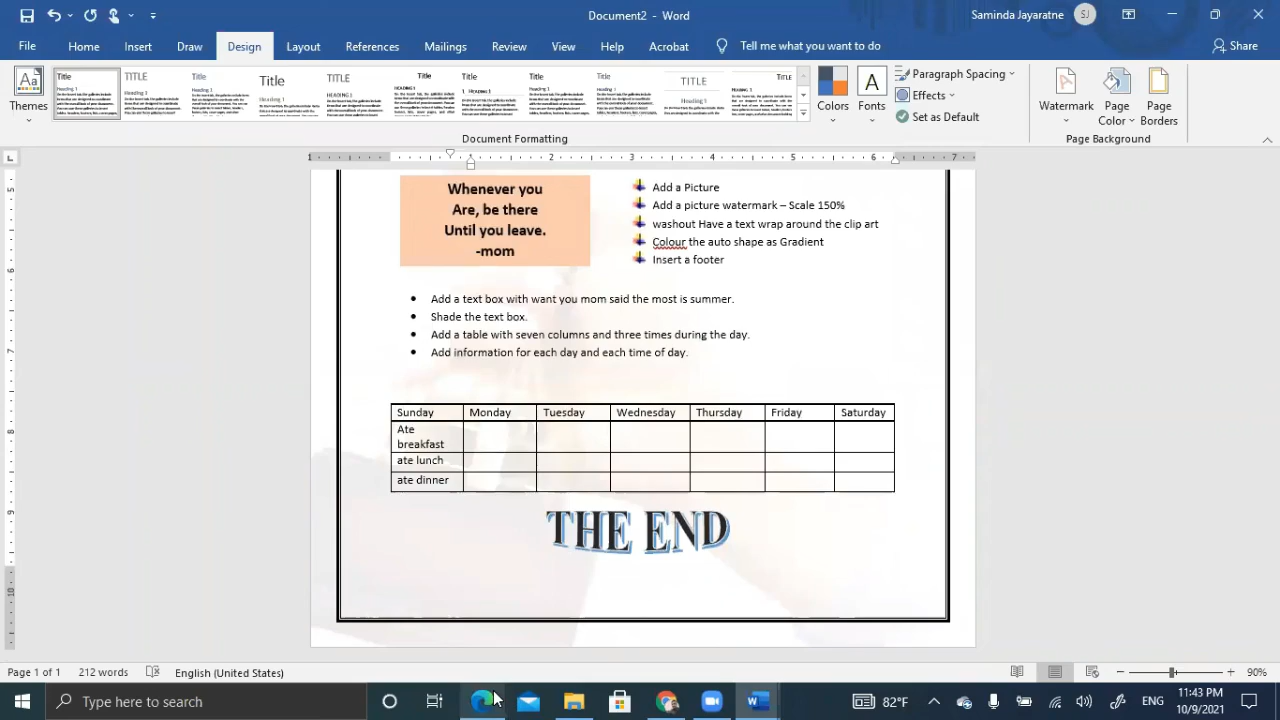 Document2 - Word
Saminda Jayaratne
SJ
File
Home
Insert
Draw
Design
Layout
References
Mailings
Review
View
Help
Acrobat
Tell me what you want to do
Share
Themes
Title
TITLE
Title
Title
TITLE
Title
Title
Title
Title
TITLE
Title
Colors
Fonts
Paragraph Spacing
Effects
Set as Default
Watermark
Page
Color
Page
Borders
Document Formatting
Page Background
Whenever you
Are, be there
Until you leave.
-mom
Add a Picture
Add a picture watermark – Scale 150%
washout Have a text wrap around the clip art
Colour the auto shape as Gradient
Insert a footer
Add a text box with want you mom said the most is summer.
Shade the text box.
Add a table with seven columns and three times during the day.
Add information for each day and each time of day.
Sunday Monday Tuesday Wednesday Thursday Friday Saturday
Ate
breakfast
ate lunch
ate dinner
THE END
Page 1 of 1
212 words
English (United States)
90%
Type here to search
82°F
ENG
11:43 PM
10/9/2021